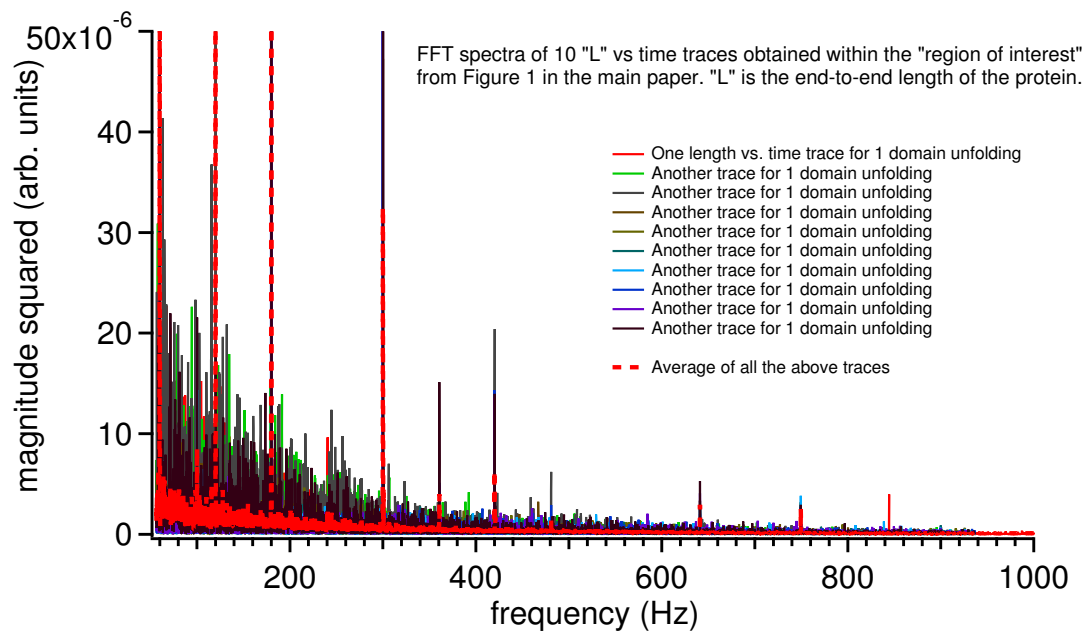 50x10-6
40
30
20
10
0
magnitude squared (arb. units)
FFT spectra of 10 "L" vs time traces obtained within the "region of interest"
from Figure 1 in the main paper. "L" is the end-to-end length of the protein.
One length vs. time trace for 1 domain unfolding
Another trace for 1 domain unfolding
Another trace for 1 domain unfolding
Another trace for 1 domain unfolding
Another trace for 1 domain unfolding
Another trace for 1 domain unfolding
Another trace for 1 domain unfolding
Another trace for 1 domain unfolding
Another trace for 1 domain unfolding
Another trace for 1 domain unfolding
Average of all the above traces
200 400 600 800 1000
frequency (Hz)